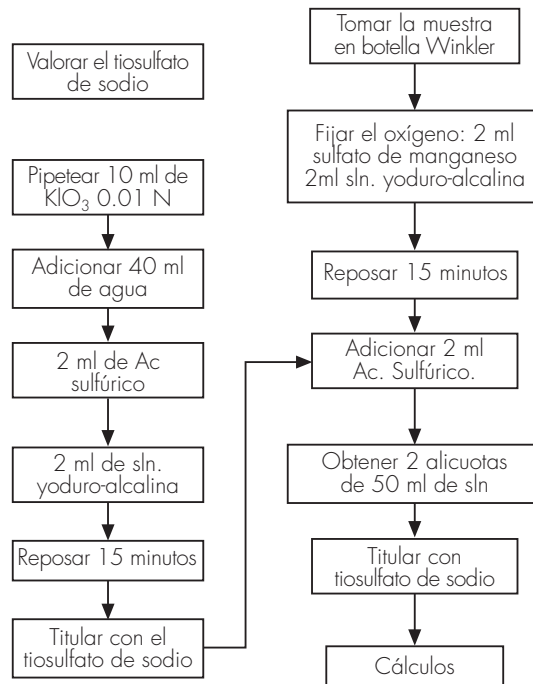 Valorar el tiosulfato
de sodio
Pipetear 10 ml de
KIO₃ 0.01 N
Adicionar 40 ml
de agua
2 ml de Ac
sulfúrico
2 ml de sln.
yoduro-alcalina
Reposar 15 minutos
Titular con el
tiosulfato de sodio
Tomar la muestra
en botella Winkler
Fijar el oxígeno: 2 ml
sulfato de manganeso
2ml sln. yoduro-alcalina
Reposar 15 minutos
Adicionar 2 ml
Ac. Sulfúrico.
Obtener 2 alicuotas
de 50 ml de sln
Titular con
tiosulfato de sodio
Cálculos